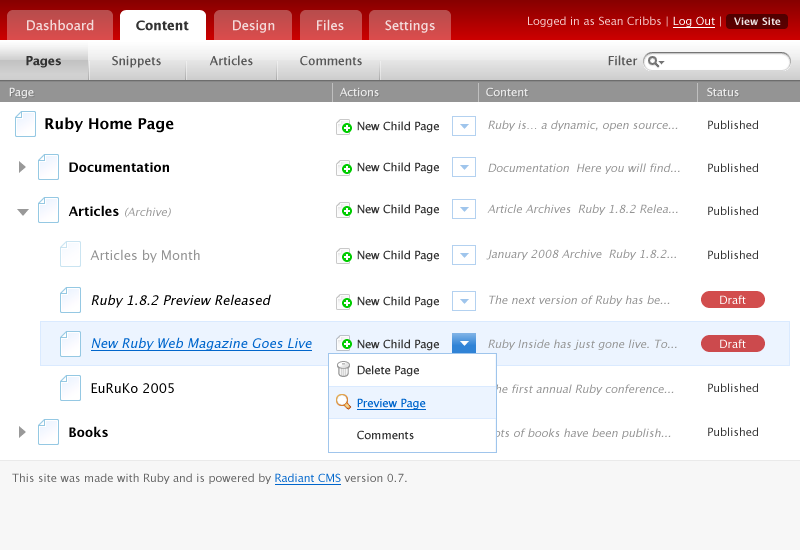 Dashboard Content Design Files Settings Logged in as Sean Cribbs | Log Out | View Site
Pages Snippets Articles Comments Filter
Page Actions Content Status
Ruby Home Page New Child Page Ruby is... a dynamic, open source... Published
Documentation New Child Page Documentation Here you will find... Published
Articles (Archive) New Child Page Article Archives Ruby 1.8.2 Relea... Published
Articles by Month New Child Page January 2008 Archive Ruby 1.8.2... Published
Ruby 1.8.2 Preview Released New Child Page The next version of Ruby has be... Draft
New Ruby Web Magazine Goes Live New Child Page Ruby Inside has just gone live. To... Draft
Delete Page
EuRuKo 2005 he first annual Ruby conference... Published
Preview Page
Books ots of books have been publish... Published
Comments
This site was made with Ruby and is powered by Radiant CMS version 0.7.